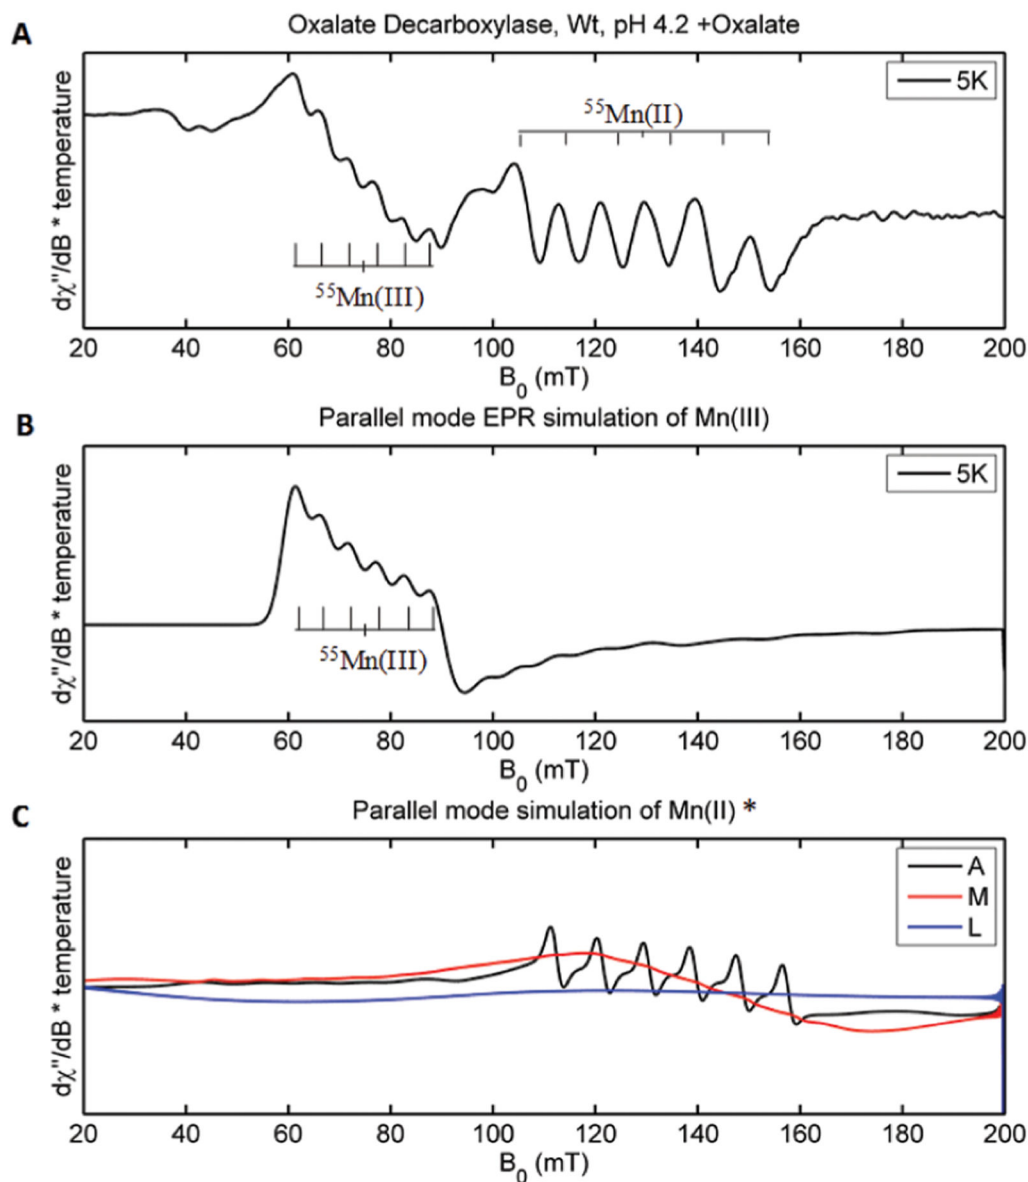 A
Oxalate Decarboxylase, Wt, pH 4.2 +Oxalate
5K
55Mn(II)
55Mn(III)
dχ''/dB * temperature
20 40 60 80 100 120 140 160 180 200
B0 (mT)
B
Parallel mode EPR simulation of Mn(III)
5K
55Mn(III)
dχ''/dB * temperature
20 40 60 80 100 120 140 160 180 200
B0 (mT)
C
Parallel mode simulation of Mn(II) *
A
M
L
dχ''/dB * temperature
20 40 60 80 100 120 140 160 180 200
B0 (mT)